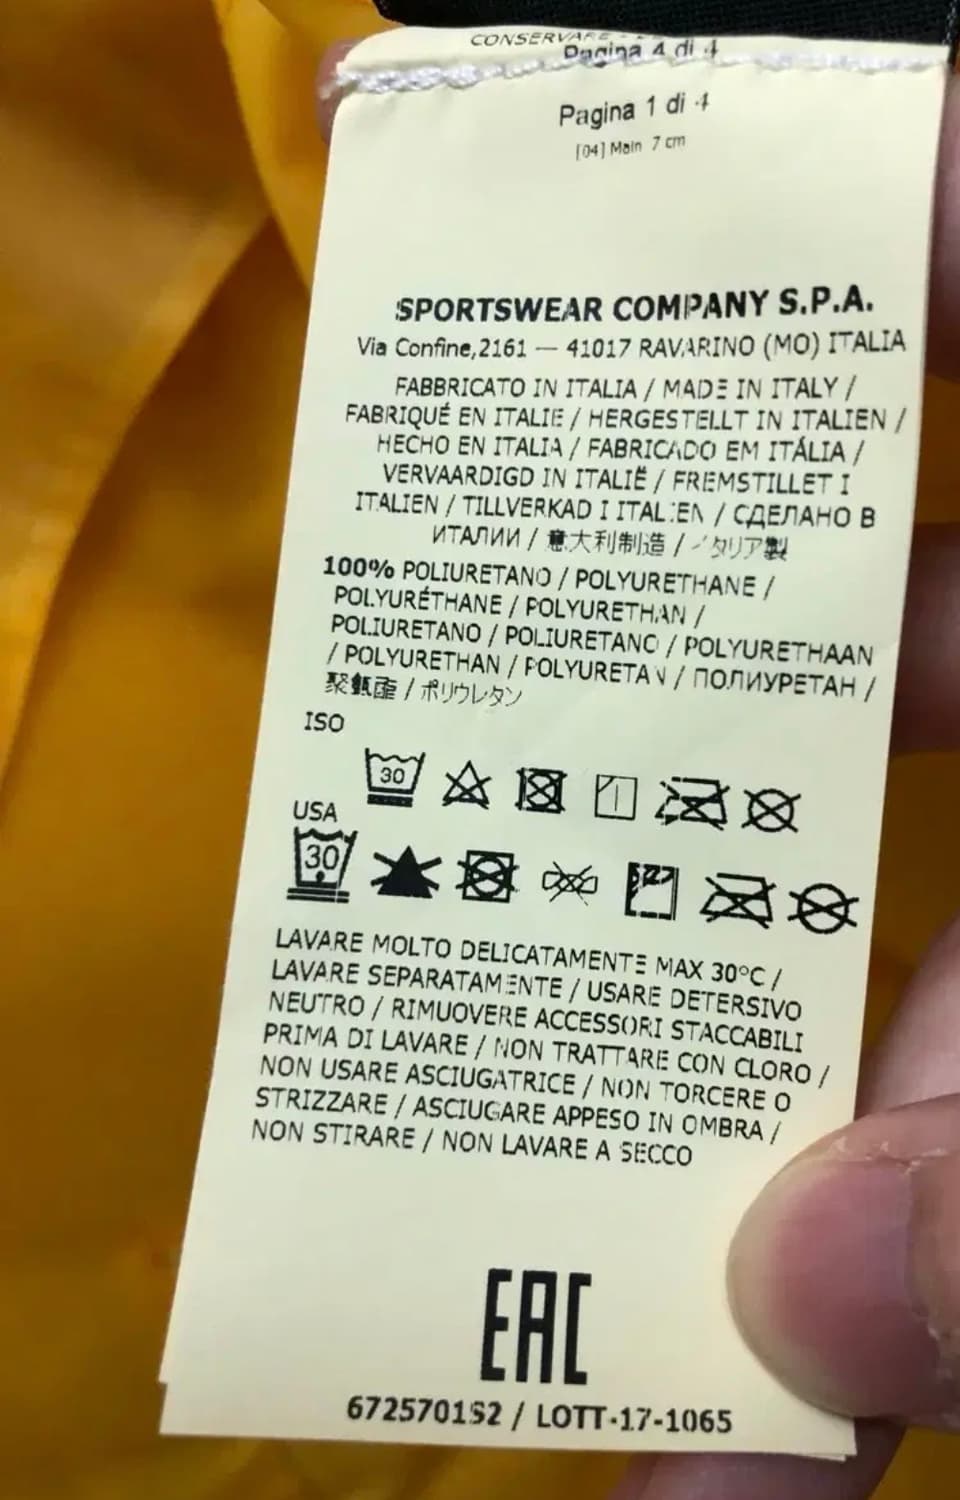 CONSERVARE
Pagina 4 di 4
Pagina 1 di 4
[04] Main 7 cm
SPORTSWEAR COMPANY S.P.A.
Via Confine,2161 — 41017 RAVARINO (MO) ITALIA
FABBRICATO IN ITALIA / MADE IN ITALY /
FABRIQUÉ EN ITALIE / HERGESTELLT IN ITALIEN /
HECHO EN ITALIA / FABRICADO EM ITÁLIA /
VERVAARDIGD IN ITALIË / FREMSTILLET I
ITALIEN / TILLVERKAD I ITALIEN / СДЕЛАНО В
ИТАЛИИ / 意大利制造 / イタリア製
100% POLIURETANO / POLYURETHANE /
POLYURÉTHANE / POLYURETHAN /
POLIURETANO / POLIURETANO / POLYURETHAAN
/ POLYURETHAN / POLYURETAN / ПОЛИУРЕТАН /
聚氨酯 / ポリウレタン
ISO
30
USA
30
LAVARE MOLTO DELICATAMENTE MAX 30°C /
LAVARE SEPARATAMENTE / USARE DETERSIVO
NEUTRO / RIMUOVERE ACCESSORI STACCABILI
PRIMA DI LAVARE / NON TRATTARE CON CLORO /
NON USARE ASCIUGATRICE / NON TORCERE O
STRIZZARE / ASCIUGARE APPESO IN OMBRA /
NON STIRARE / NON LAVARE A SECCO
EAC
6725701S2 / LOTT-17-1065